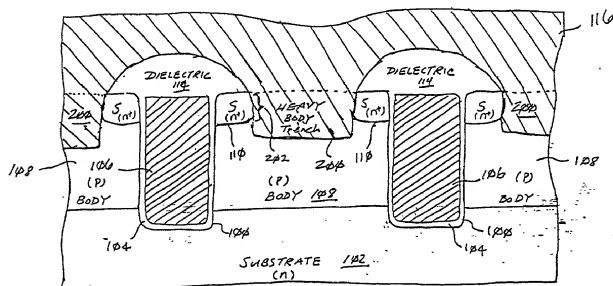 116
DIELECTRIC
114
DIELECTRIC
114
200
S
(n+)
S
(n+)
HEAVY
BODY
Trench
S
(n+)
S
(n+)
200
110
202
200
110
108
106
(P)
BODY
(P)
BODY 108
106
(P)
BODY
108
104
100
104
100
SUBSTRATE 102
(n)